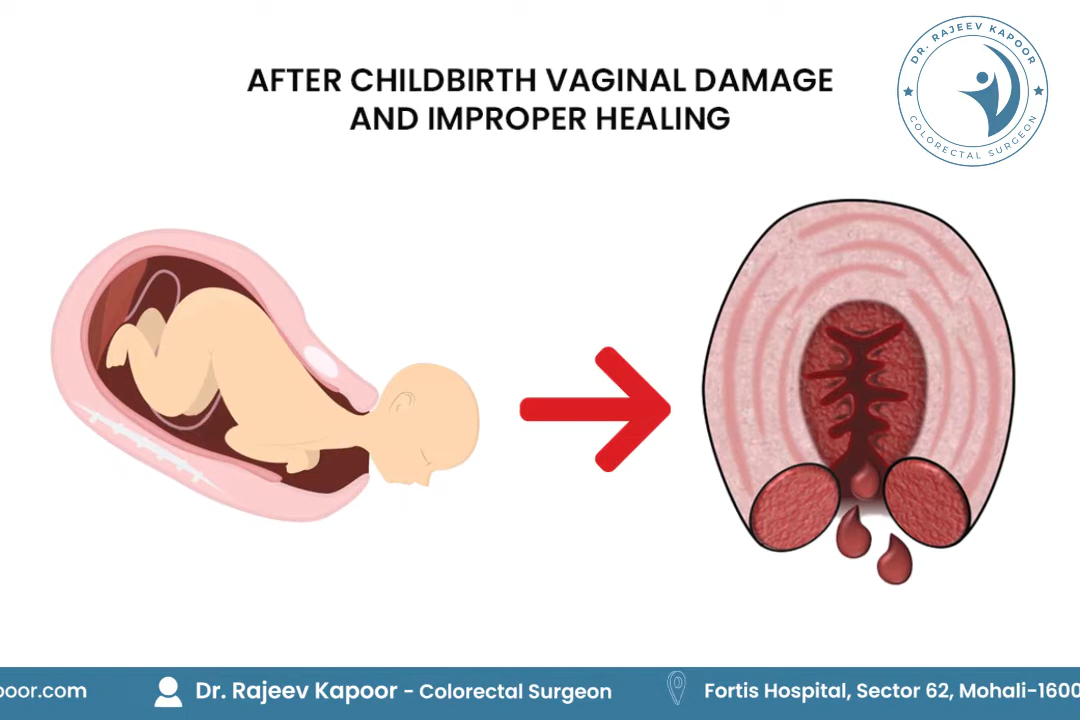 AFTER CHILDBIRTH VAGINAL DAMAGE
AND IMPROPER HEALING
DR. RAJEEV KAPOOR
COLORECTAL SURGEON
poor.com
Dr. Rajeev Kapoor - Colorectal Surgeon
Fortis Hospital, Sector 62, Mohali-1600